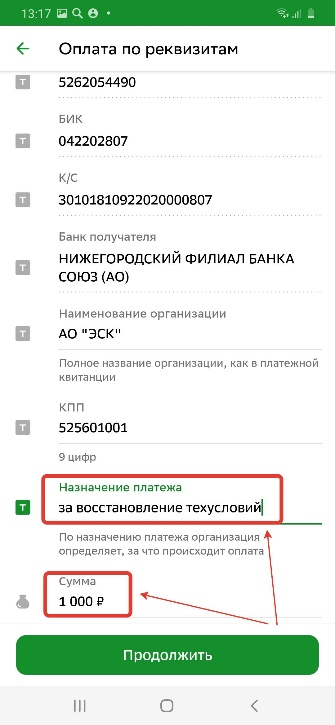 13:17
Оплата по реквизитам
5262054490
БИК
042202807
К/С
30101810922020000807
Банк получателя
НИЖЕГОРОДСКИЙ ФИЛИАЛ БАНКА
СОЮЗ (АО)
Наименование организации
АО "ЭСК"
Полное название организации, как в платежной
квитанции
КПП
525601001
9 цифр
Назначение платежа
за восстановление техусловий
По назначению платежа организация
определяет, за что происходит оплата
Сумма
1 000 ₽
Продолжить